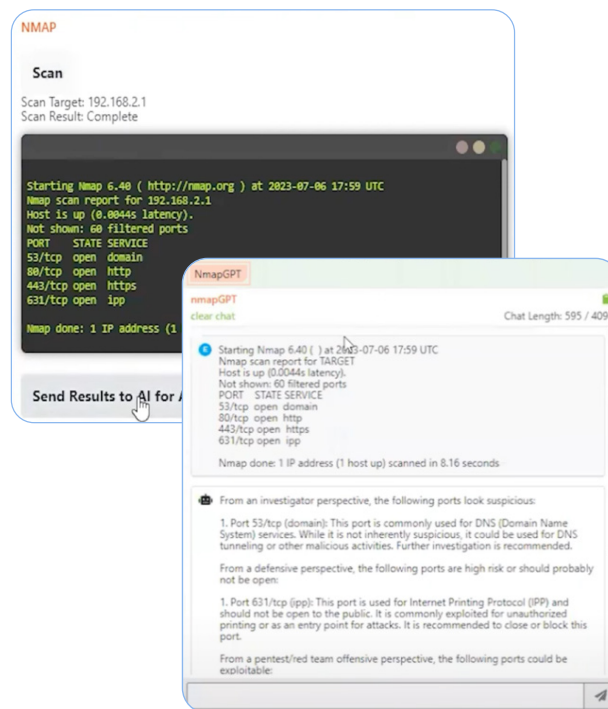 NMAP
Scan
Scan Target: 192.168.2.1
Scan Result: Complete
Starting Nmap 6.40 ( http://nmap.org ) at 2023-07-06 17:59 UTC
Nmap scan report for 192.168.2.1
Host is up (0.0044s latency).
Not shown: 60 filtered ports
PORT STATE SERVICE
53/tcp open domain
80/tcp open http
443/tcp open https
631/tcp open ipp
Nmap done: 1 IP address (1
Send Results to AI for A
NmapGPT
nmapGPT
clear chat
Chat Length: 595 / 409
Starting Nmap 6.40 ( ) at 2023-07-06 17:59 UTC
Nmap scan report for TARGET
Host is up (0.0044s latency).
Not shown: 60 filtered ports
PORT STATE SERVICE
53/tcp open domain
80/tcp open http
443/tcp open https
631/tcp open ipp
Nmap done: 1 IP address (1 host up) scanned in 8.16 seconds
From an investigator perspective, the following ports look suspicious:
1. Port 53/tcp (domain): This port is commonly used for DNS (Domain Name
System) services. While it is not inherently suspicious, it could be used for DNS
tunneling or other malicious activities. Further investigation is recommended.
From a defensive perspective, the following ports are high risk or should probably
not be open:
1. Port 631/tcp (ipp): This port is used for Internet Printing Protocol (IPP) and
should not be open to the public. It is commonly exploited for unauthorized
printing or as an entry point for attacks. It is recommended to close or block this
port.
From a pentest/red team offensive perspective, the following ports could be
exploitable: